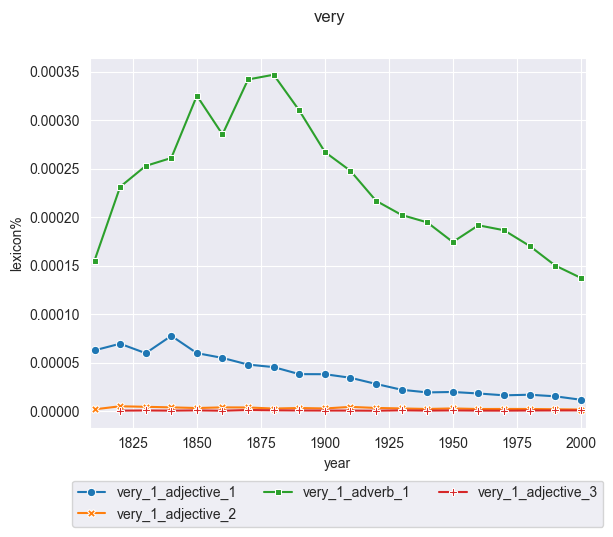 very
0.00035
0.00030
0.00025
0.00020
0.00015
0.00010
0.00005
0.00000
lexicon%
1825 1850 1875 1900 1925 1950 1975 2000
year
very_1_adjective_1 very_1_adverb_1 very_1_adjective_3
very_1_adjective_2